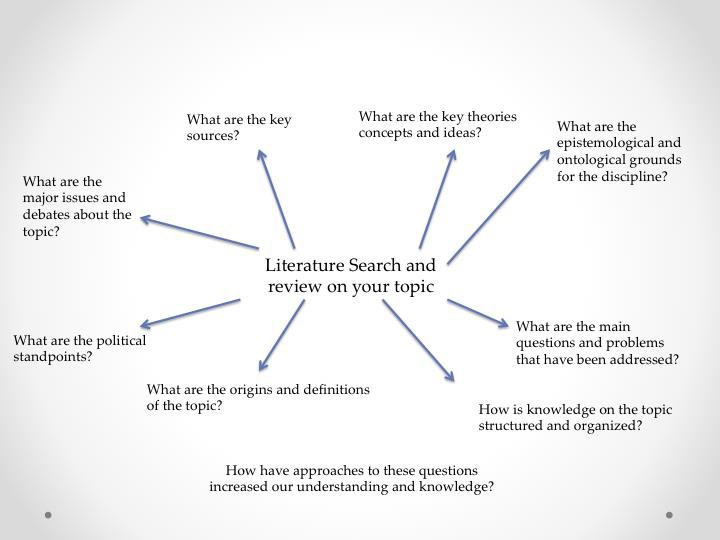 What are the key
sources?
What are the key theories
concepts and ideas?
What are the
epistemological and
ontological grounds
for the discipline?
What are the
major issues and
debates about the
topic?
Literature Search and
review on your topic
What are the political
standpoints?
What are the main
questions and problems
that have been addressed?
What are the origins and definitions
of the topic?
How is knowledge on the topic
structured and organized?
How have approaches to these questions
increased our understanding and knowledge?